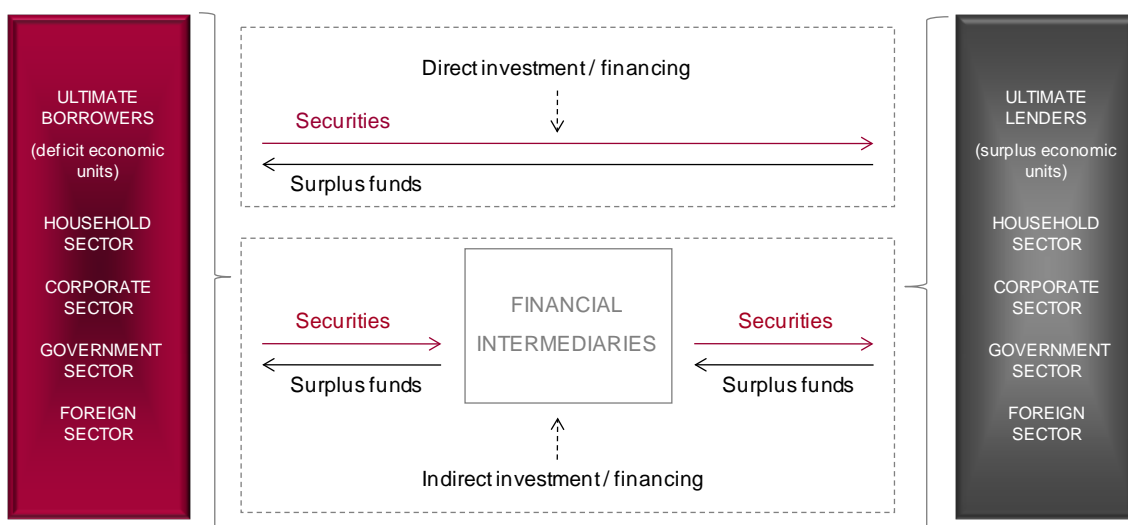 ULTIMATE
BORROWERS
(deficit economic
units)
HOUSEHOLD
SECTOR
CORPORATE
SECTOR
GOVERNMENT
SECTOR
FOREIGN
SECTOR
Direct investment / financing
Securities
Surplus funds
FINANCIAL
INTERMEDIARIES
Securities
Surplus funds
Securities
Surplus funds
Indirect investment / financing
ULTIMATE
LENDERS
(surplus economic
units)
HOUSEHOLD
SECTOR
CORPORATE
SECTOR
GOVERNMENT
SECTOR
FOREIGN
SECTOR